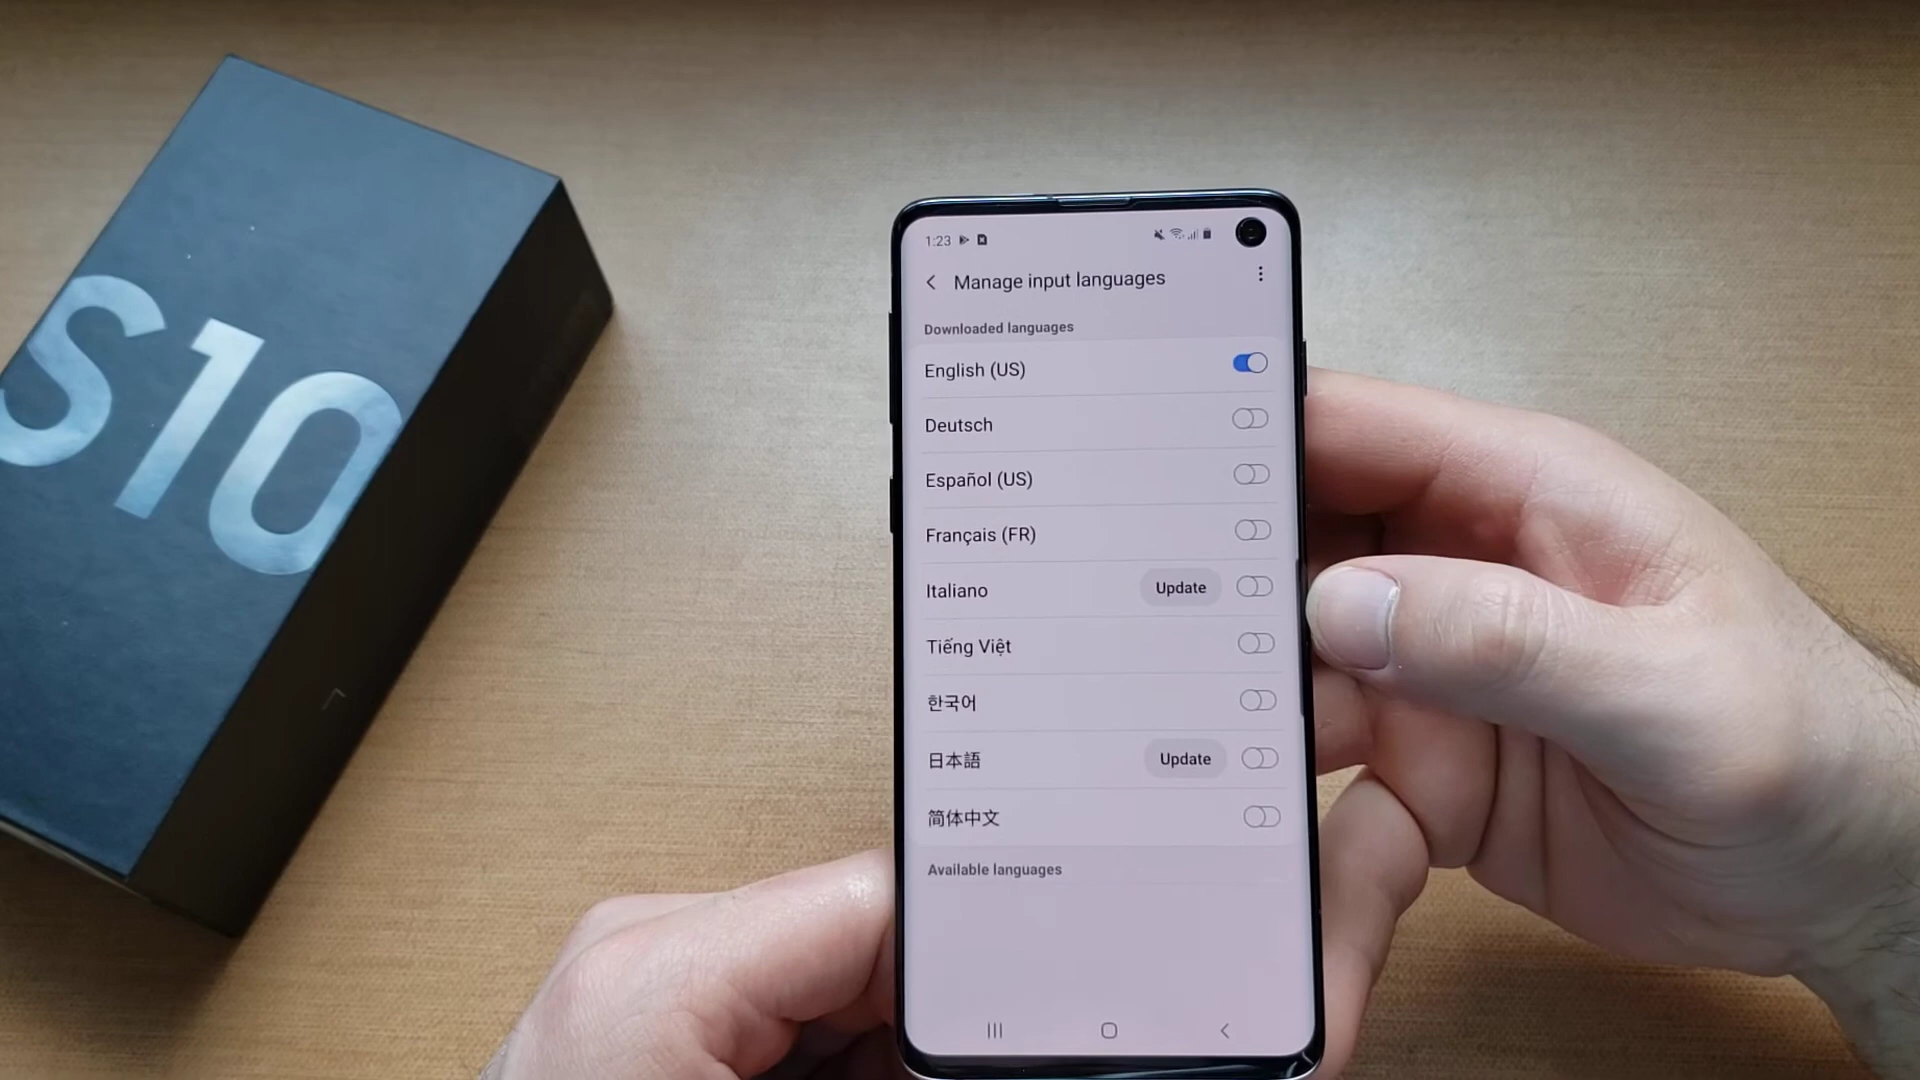 S10
1:23
Manage input languages
Downloaded languages
English (US)
Deutsch
Español (US)
Français (FR)
Italiano Update
Tiếng Việt
한국어
日本語 Update
简体中文
Available languages